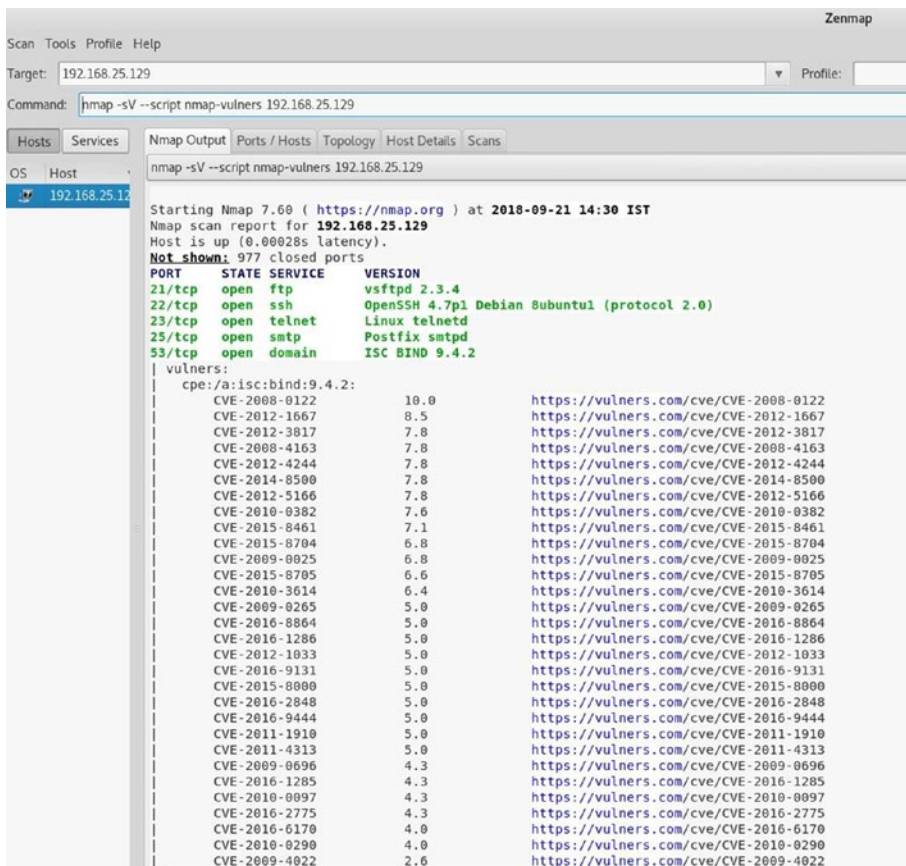 Zenmap
Scan Tools Profile Help
Target: 192.168.25.129 Profile:
Command: nmap -sV --script nmap-vulners 192.168.25.129
Hosts Services Nmap Output Ports / Hosts Topology Host Details Scans
OS Host nmap -sV --script nmap-vulners 192.168.25.129
192.168.25.12
Starting Nmap 7.60 ( https://nmap.org ) at 2018-09-21 14:30 IST
Nmap scan report for 192.168.25.129
Host is up (0.00028s latency).
Not shown: 977 closed ports
PORT STATE SERVICE VERSION
21/tcp open ftp vsftpd 2.3.4
22/tcp open ssh OpenSSH 4.7p1 Debian 8ubuntu1 (protocol 2.0)
23/tcp open telnet Linux telnetd
25/tcp open smtp Postfix smtpd
53/tcp open domain ISC BIND 9.4.2
| vulners:
| cpe:/a:isc:bind:9.4.2:
| CVE-2008-0122 10.0 https://vulners.com/cve/CVE-2008-0122
| CVE-2012-1667 8.5 https://vulners.com/cve/CVE-2012-1667
| CVE-2012-3817 7.8 https://vulners.com/cve/CVE-2012-3817
| CVE-2008-4163 7.8 https://vulners.com/cve/CVE-2008-4163
| CVE-2012-4244 7.8 https://vulners.com/cve/CVE-2012-4244
| CVE-2014-8500 7.8 https://vulners.com/cve/CVE-2014-8500
| CVE-2012-5166 7.8 https://vulners.com/cve/CVE-2012-5166
| CVE-2010-0382 7.6 https://vulners.com/cve/CVE-2010-0382
| CVE-2015-8461 7.1 https://vulners.com/cve/CVE-2015-8461
| CVE-2015-8704 6.8 https://vulners.com/cve/CVE-2015-8704
| CVE-2009-0025 6.8 https://vulners.com/cve/CVE-2009-0025
| CVE-2015-8705 6.6 https://vulners.com/cve/CVE-2015-8705
| CVE-2010-3614 6.4 https://vulners.com/cve/CVE-2010-3614
| CVE-2009-0265 5.0 https://vulners.com/cve/CVE-2009-0265
| CVE-2016-8864 5.0 https://vulners.com/cve/CVE-2016-8864
| CVE-2016-1286 5.0 https://vulners.com/cve/CVE-2016-1286
| CVE-2012-1033 5.0 https://vulners.com/cve/CVE-2012-1033
| CVE-2016-9131 5.0 https://vulners.com/cve/CVE-2016-9131
| CVE-2015-8000 5.0 https://vulners.com/cve/CVE-2015-8000
| CVE-2016-2848 5.0 https://vulners.com/cve/CVE-2016-2848
| CVE-2016-9444 5.0 https://vulners.com/cve/CVE-2016-9444
| CVE-2011-1910 5.0 https://vulners.com/cve/CVE-2011-1910
| CVE-2011-4313 5.0 https://vulners.com/cve/CVE-2011-4313
| CVE-2009-0696 4.3 https://vulners.com/cve/CVE-2009-0696
| CVE-2016-1285 4.3 https://vulners.com/cve/CVE-2016-1285
| CVE-2010-0097 4.3 https://vulners.com/cve/CVE-2010-0097
| CVE-2016-2775 4.3 https://vulners.com/cve/CVE-2016-2775
| CVE-2016-6170 4.0 https://vulners.com/cve/CVE-2016-6170
| CVE-2010-0290 4.0 https://vulners.com/cve/CVE-2010-0290
| CVE-2009-4022 2.6 https://vulners.com/cve/CVE-2009-4022